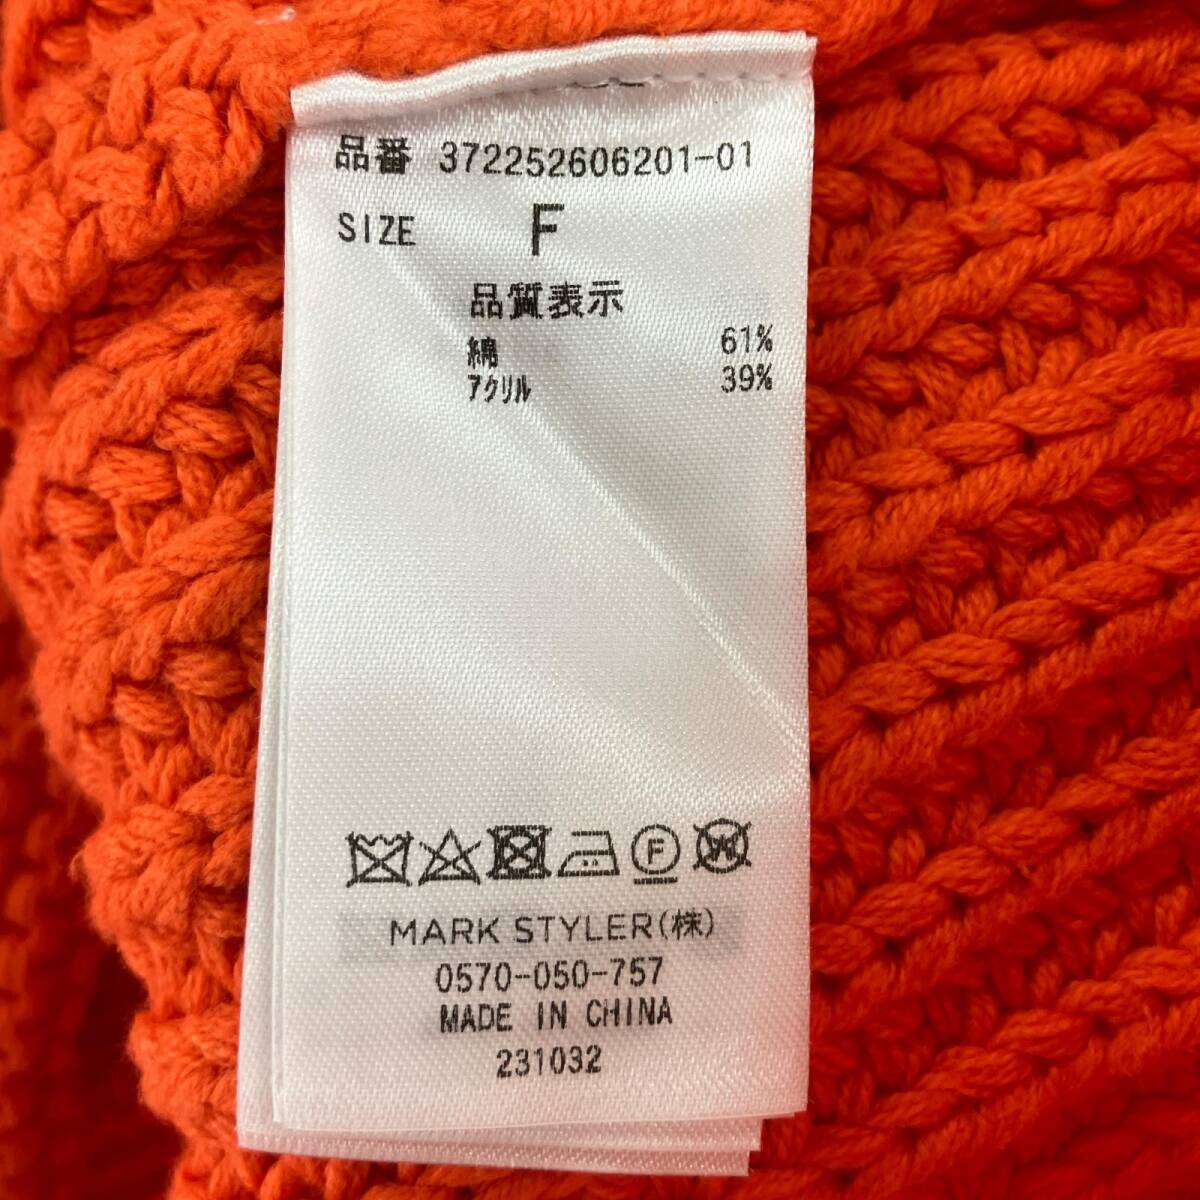 品番 372252606201-01
SIZE F
品質表示
綿 61%
アクリル 39%
F W
MARK STYLER(株)
0570-050-757
MADE IN CHINA
231032